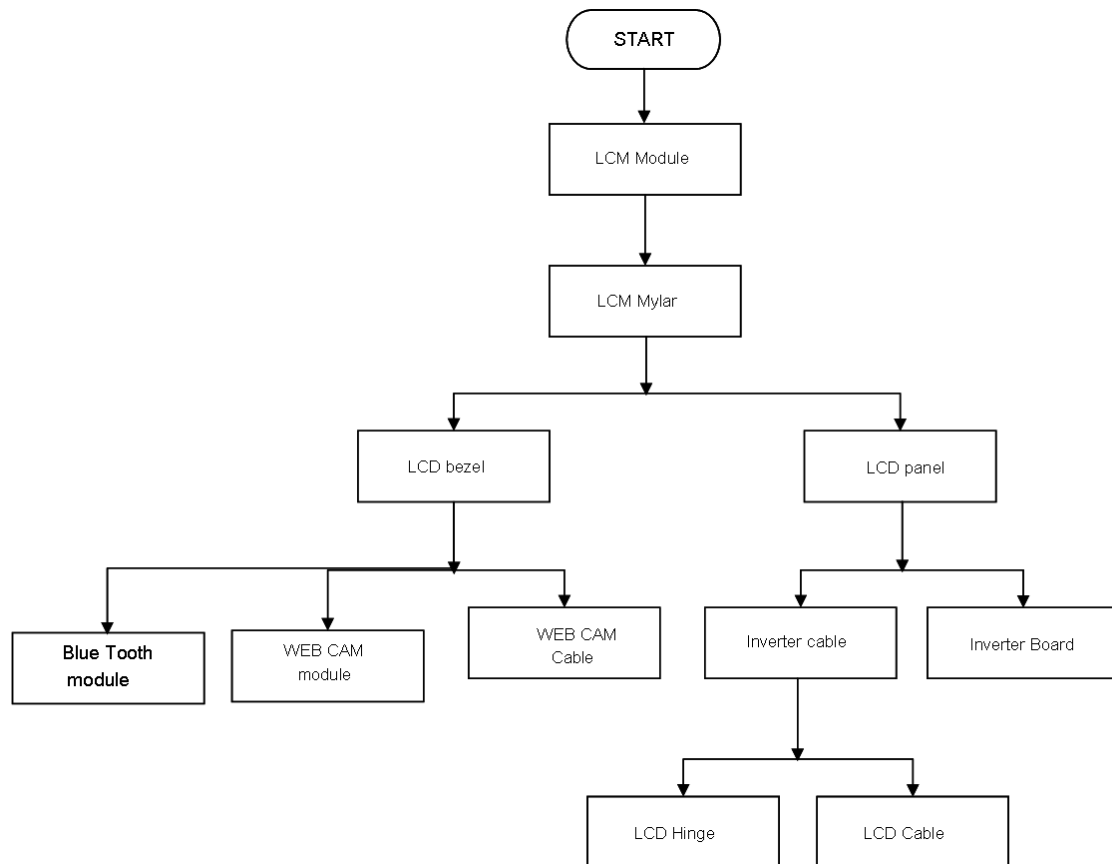 START
LCM Module
LCM Mylar
LCD bezel
LCD panel
Blue Tooth
module
WEB CAM
module
WEB CAM
Cable
Inverter cable
Inverter Board
LCD Hinge
LCD Cable